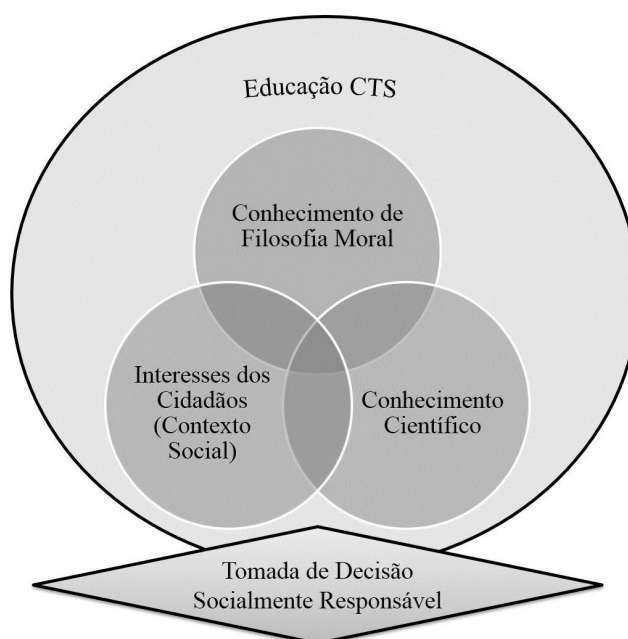 Educação CTS
Conhecimento de
Filosofia Moral
Interesses dos
Cidadãos
(Contexto
Social)
Conhecimento
Científico
Tomada de Decisão
Socialmente Responsável